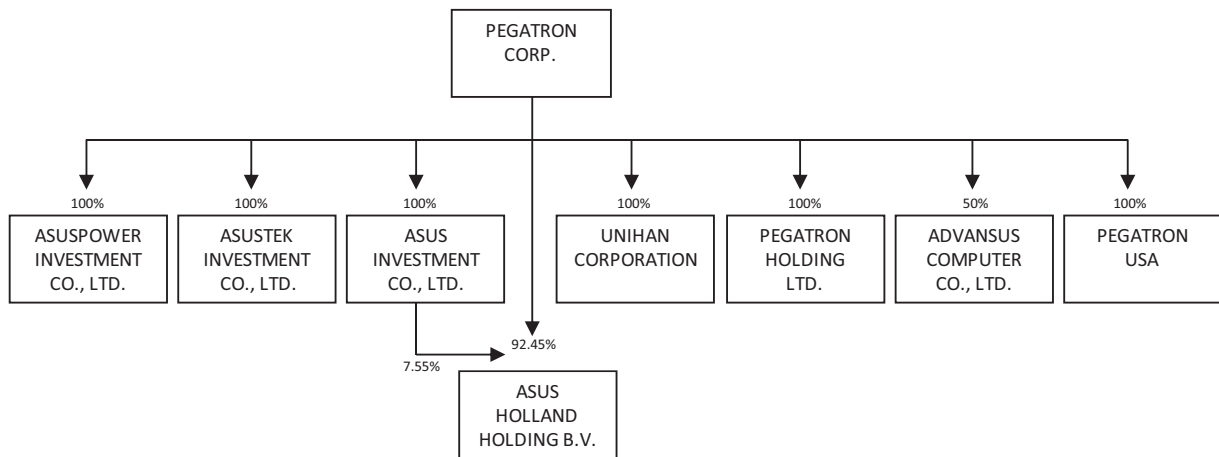 PEGATRON
CORP.
100%
100%
100%
100%
100%
50%
100%
ASUSPOWER
INVESTMENT
CO., LTD.
ASUSTEK
INVESTMENT
CO., LTD.
ASUS
INVESTMENT
CO., LTD.
UNIHAN
CORPORATION
PEGATRON
HOLDING
LTD.
ADVANSUS
COMPUTER
CO., LTD.
PEGATRON
USA
92.45%
7.55%
ASUS
HOLLAND
HOLDING B.V.